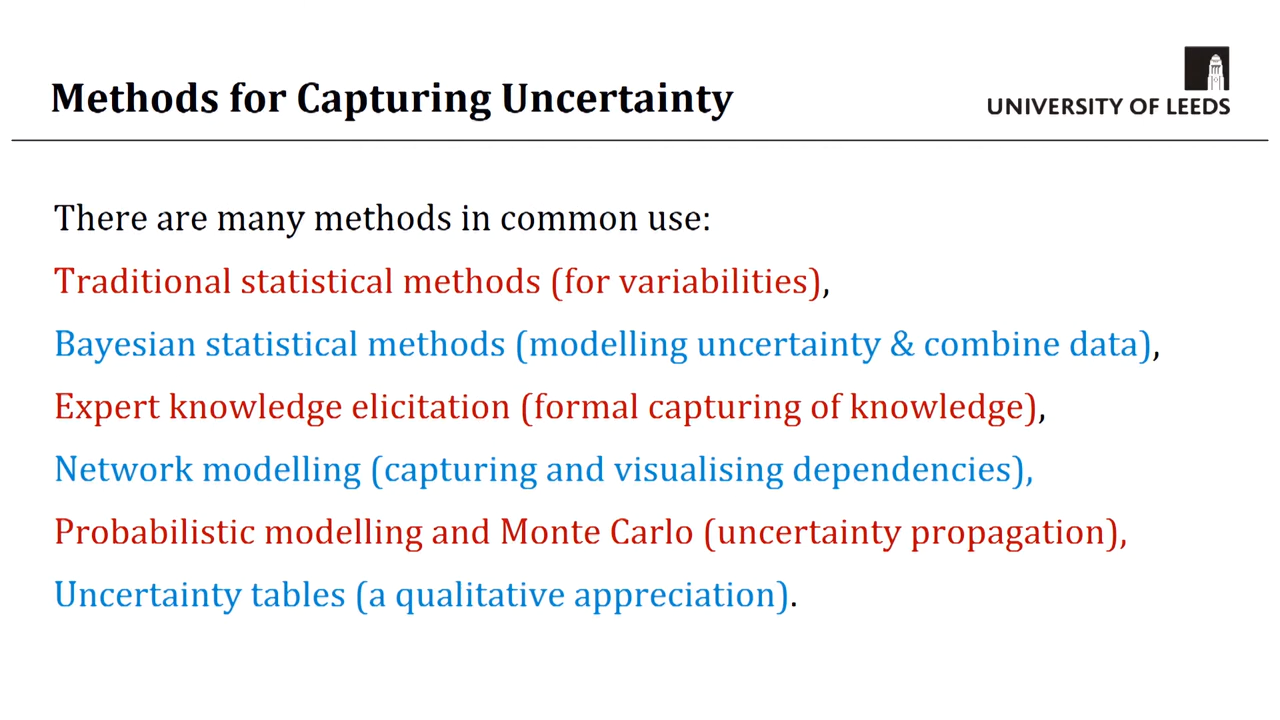 Methods for Capturing Uncertainty
UNIVERSITY OF LEEDS
There are many methods in common use:
Traditional statistical methods (for variabilities),
Bayesian statistical methods (modelling uncertainty & combine data),
Expert knowledge elicitation (formal capturing of knowledge),
Network modelling (capturing and visualising dependencies),
Probabilistic modelling and Monte Carlo (uncertainty propagation),
Uncertainty tables (a qualitative appreciation).